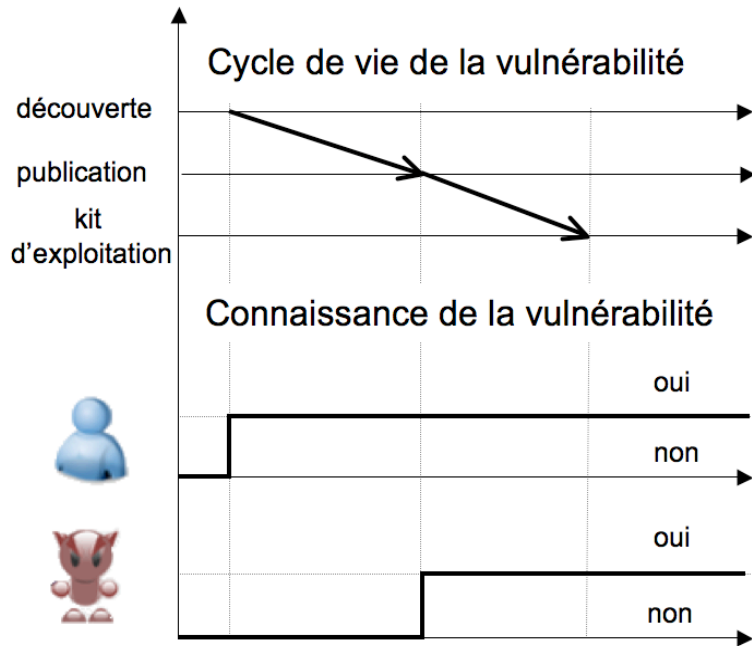 Cycle de vie de la vulnérabilité
découverte
publication
kit
d'exploitation
Connaissance de la vulnérabilité
oui
non
oui
non